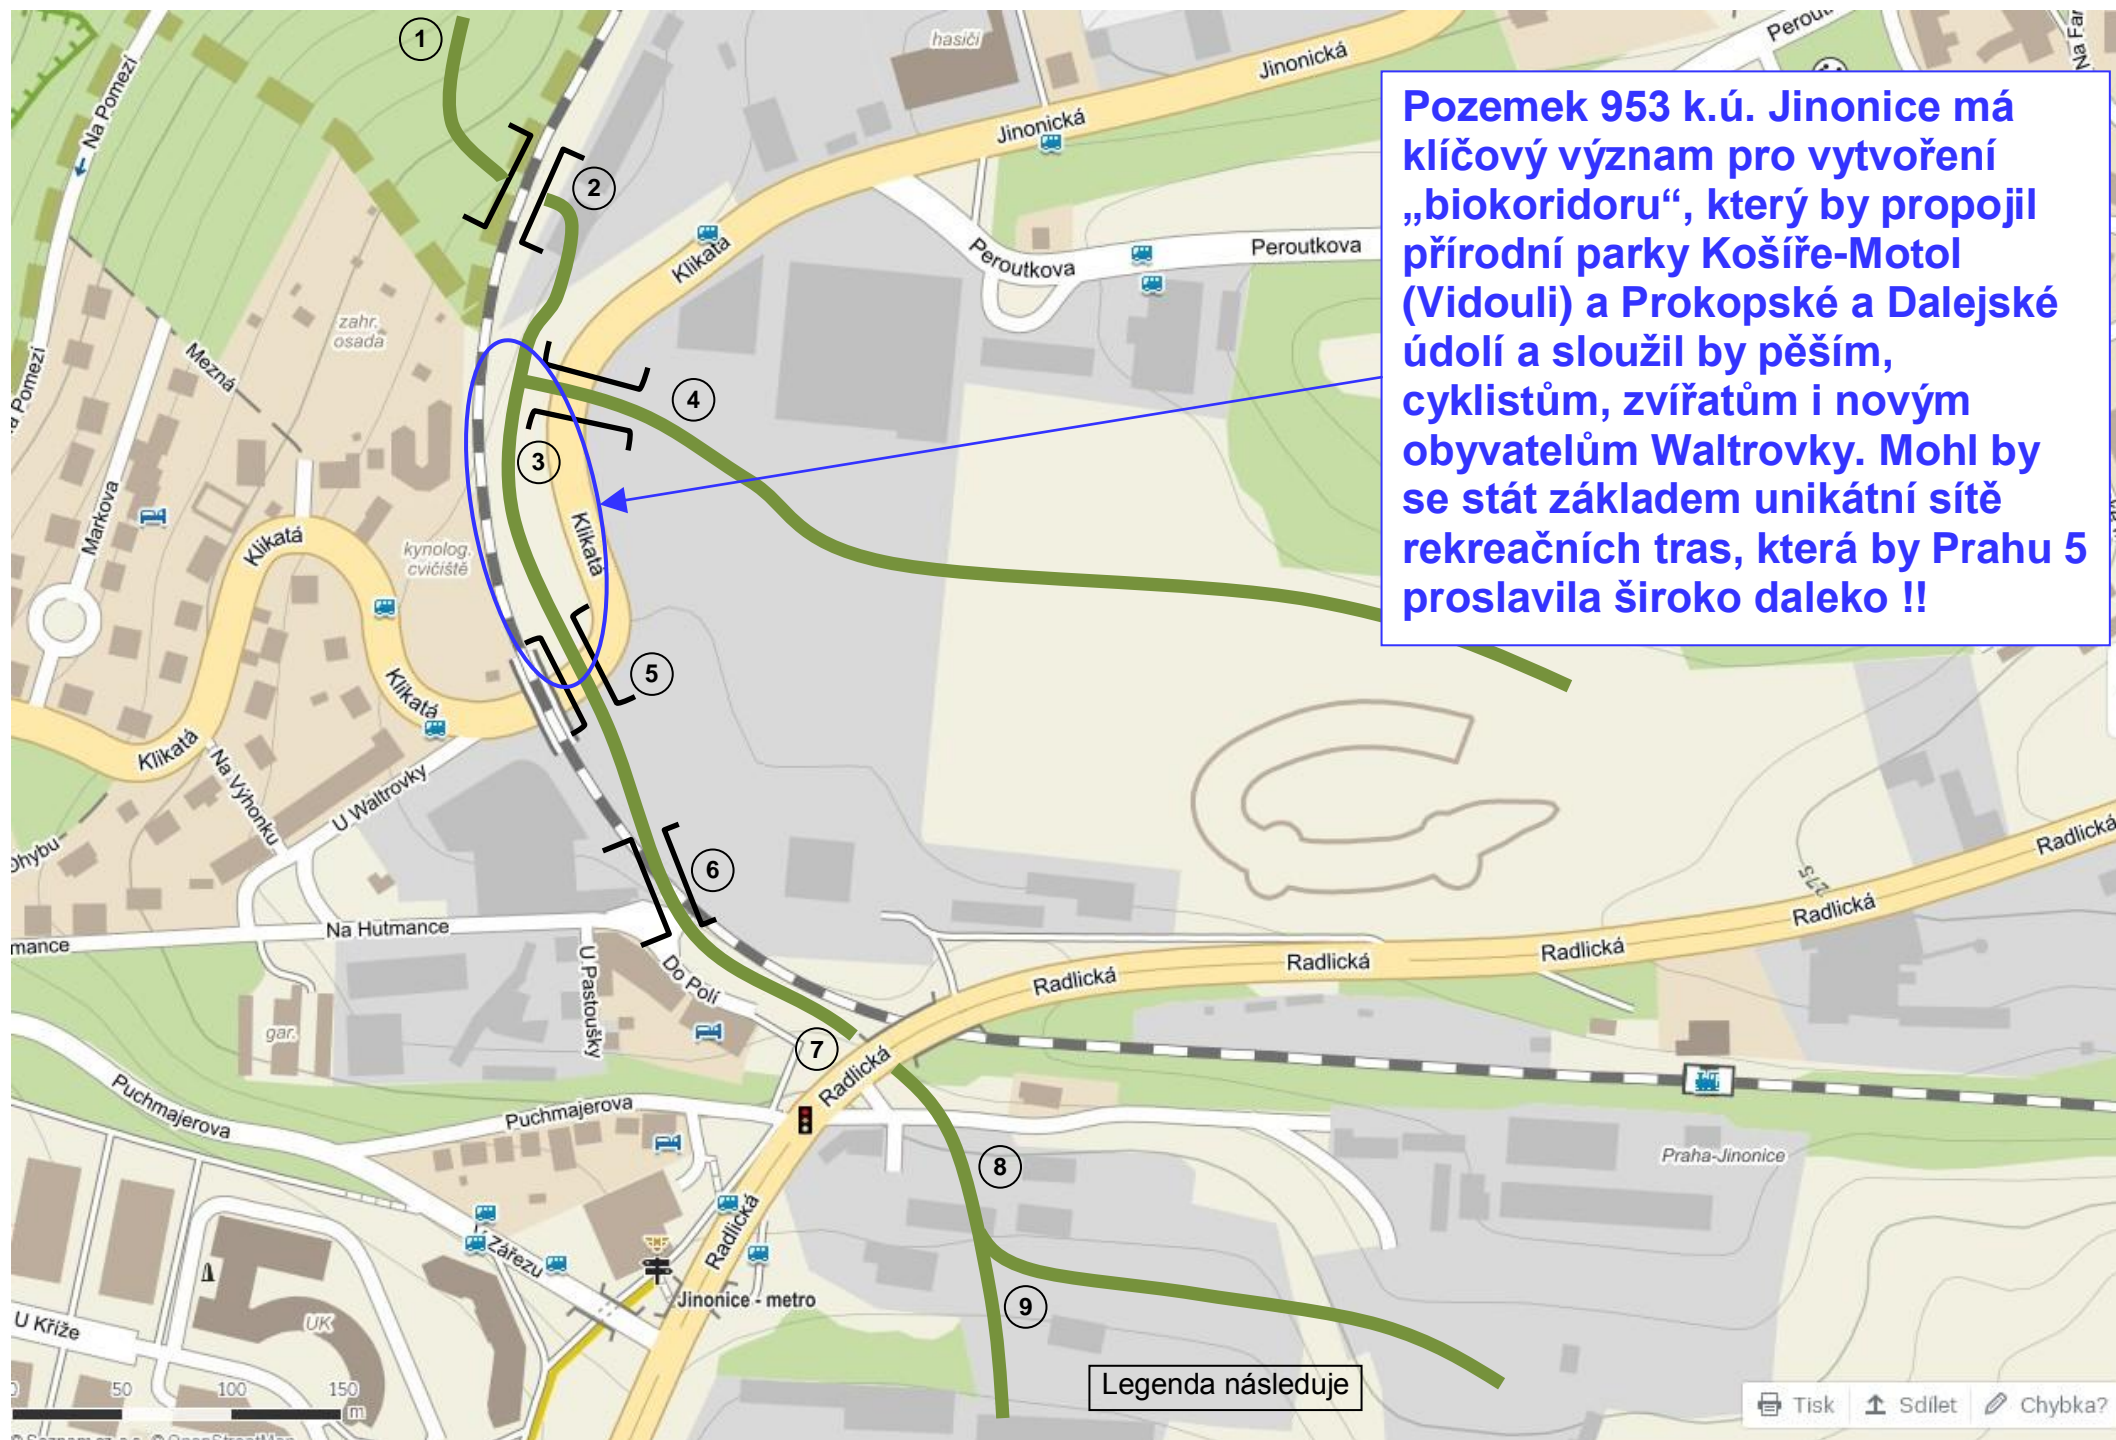 Pozemek 953 k.ú. Jinonice má
klíčový význam pro vytvoření
„biokoridoru“, který by propojil
přírodní parky Košíře-Motol
(Vidouli) a Prokopské a Dalejské
údolí a sloužil by pěším,
cyklistům, zvířatům i novým
obyvatelům Waltrovky. Mohl by
se stát základem unikátní sítě
rekreačních tras, která by Prahu 5
proslavila široko daleko !!
1
2
3
4
5
6
7
8
9
hasiči
Jinonická
Jinonická
Na Pomezí
Klikatá
Peroutkova
Peroutkova
zahr.
osada
Mezná
Markova
Klikatá
kynolog.
cvičiště
Klikatá
Klikatá
Klikatá
Na Výhonku
U Waltrovky
Na Hutmance
U Pastoušky
Do Polí
gar.
Radlická
Radlická
Radlická
Radlická
Radlická
275
Radlická
Radlická
Puchmajerova
Puchmajerova
Praha-Jinonice
Jinonice - metro
U Kříže
UK
50
100
150
m
Legenda následuje
Tisk
Sdílet
Chybka?